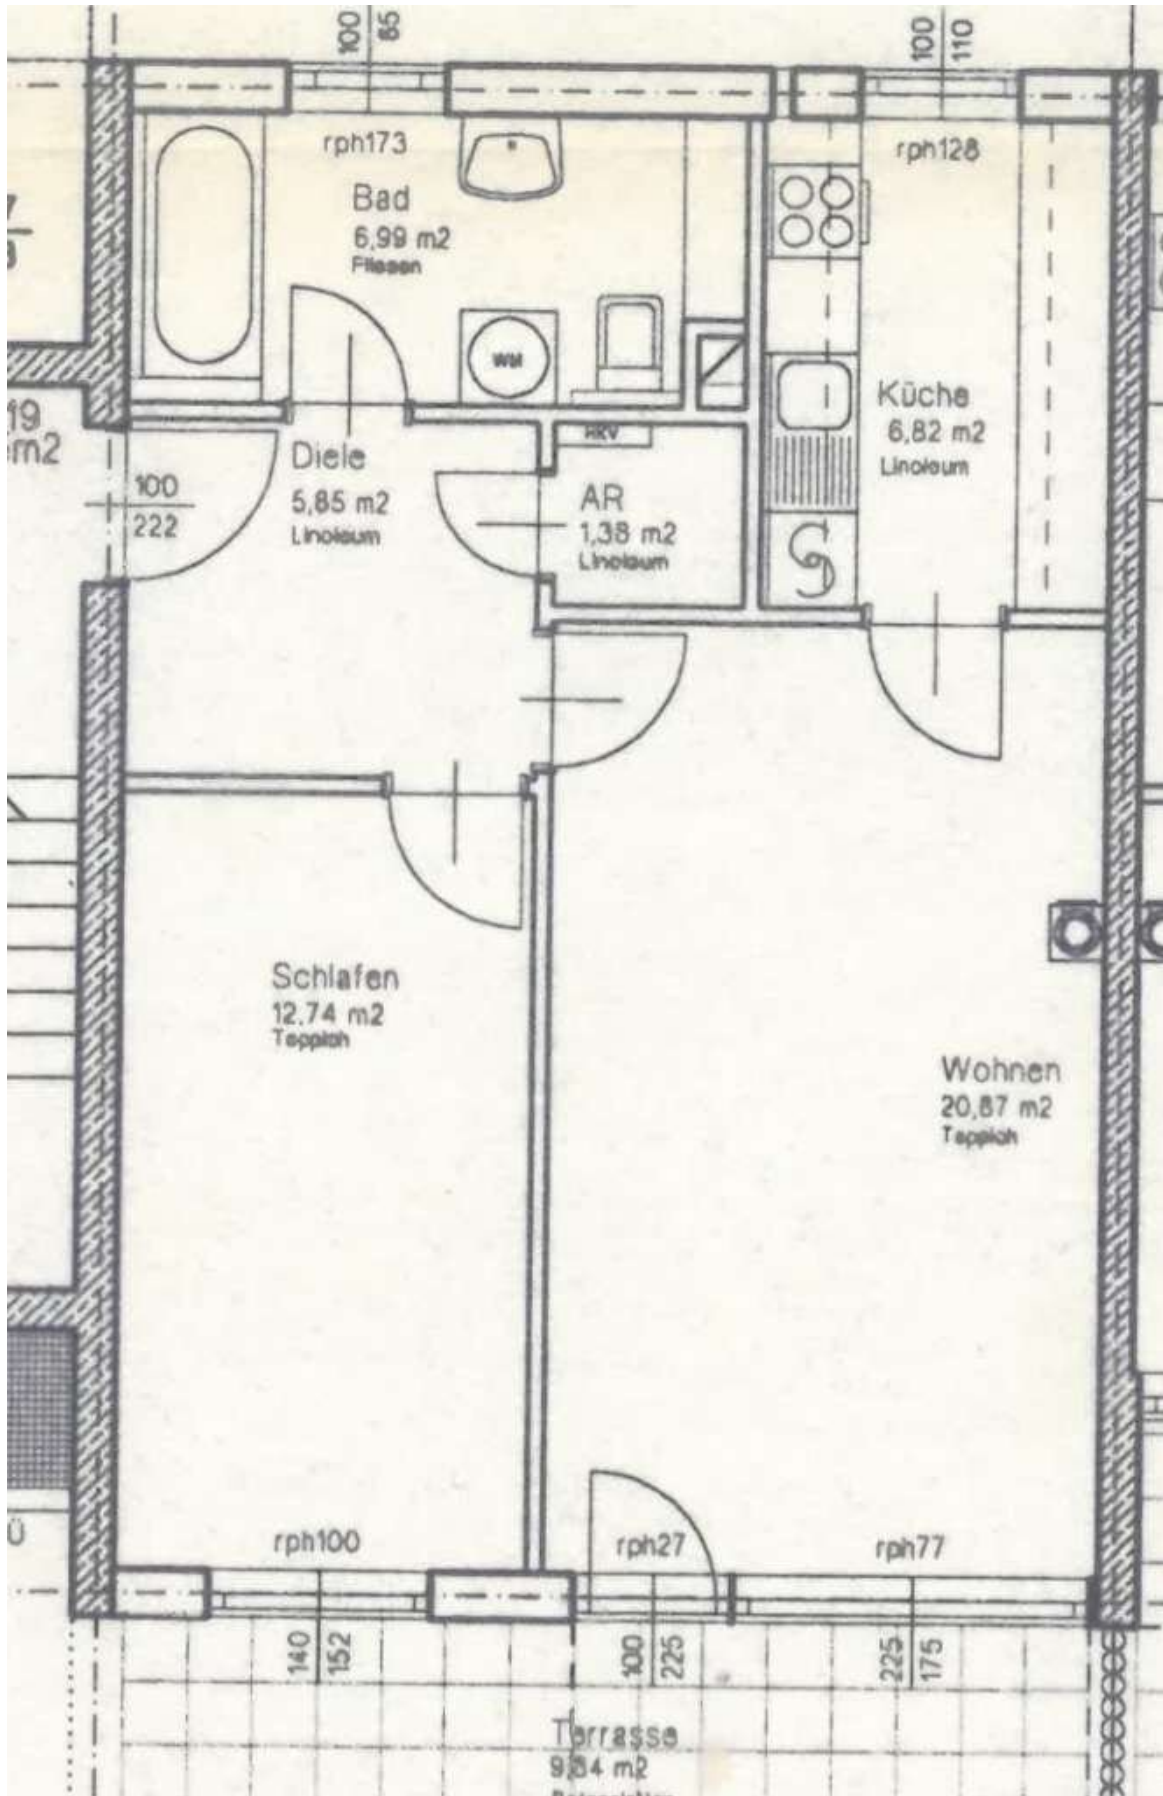 100
85
100
110
rph173
rph128
Bad
6,99 m2
Fliesen
WM
Küche
6,82 m2
Linoleum
19
m2
Diele
5,85 m2
Linoleum
100
222
HKV
AR
1,38 m2
Linoleum
Schlafen
12,74 m2
Teppich
Wohnen
20,87 m2
Teppich
rph100
rph27
rph77
Ü
140
152
100
225
225
175
Terrasse
m2